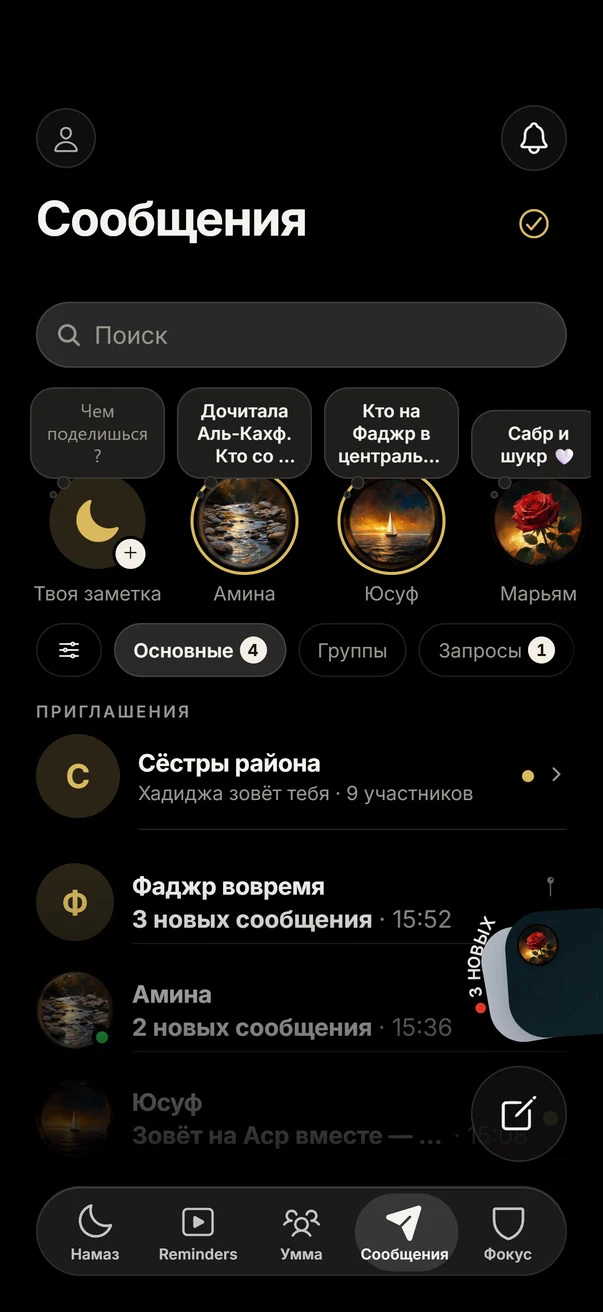 Сообщения
Поиск
Чем
поделишься
?
Дочитала
Аль-Кахф.
Кто со ...
Кто на
Фаджр в
централь...
Сабр и
шукр 🤍
Твоя заметка
Амина
Юсуф
Марьям
Основные 4
Группы
Запросы 1
ПРИГЛАШЕНИЯ
С
Сёстры района
Хадиджа зовёт тебя · 9 участников
Ф
Фаджр вовремя
3 новых сообщения · 15:52
3 НОВЫХ
Амина
2 новых сообщения · 15:36
Юсуф
Зовёт на Аср вместе — ... · 15:08
Намаз
Reminders
Умма
Сообщения
Фокус